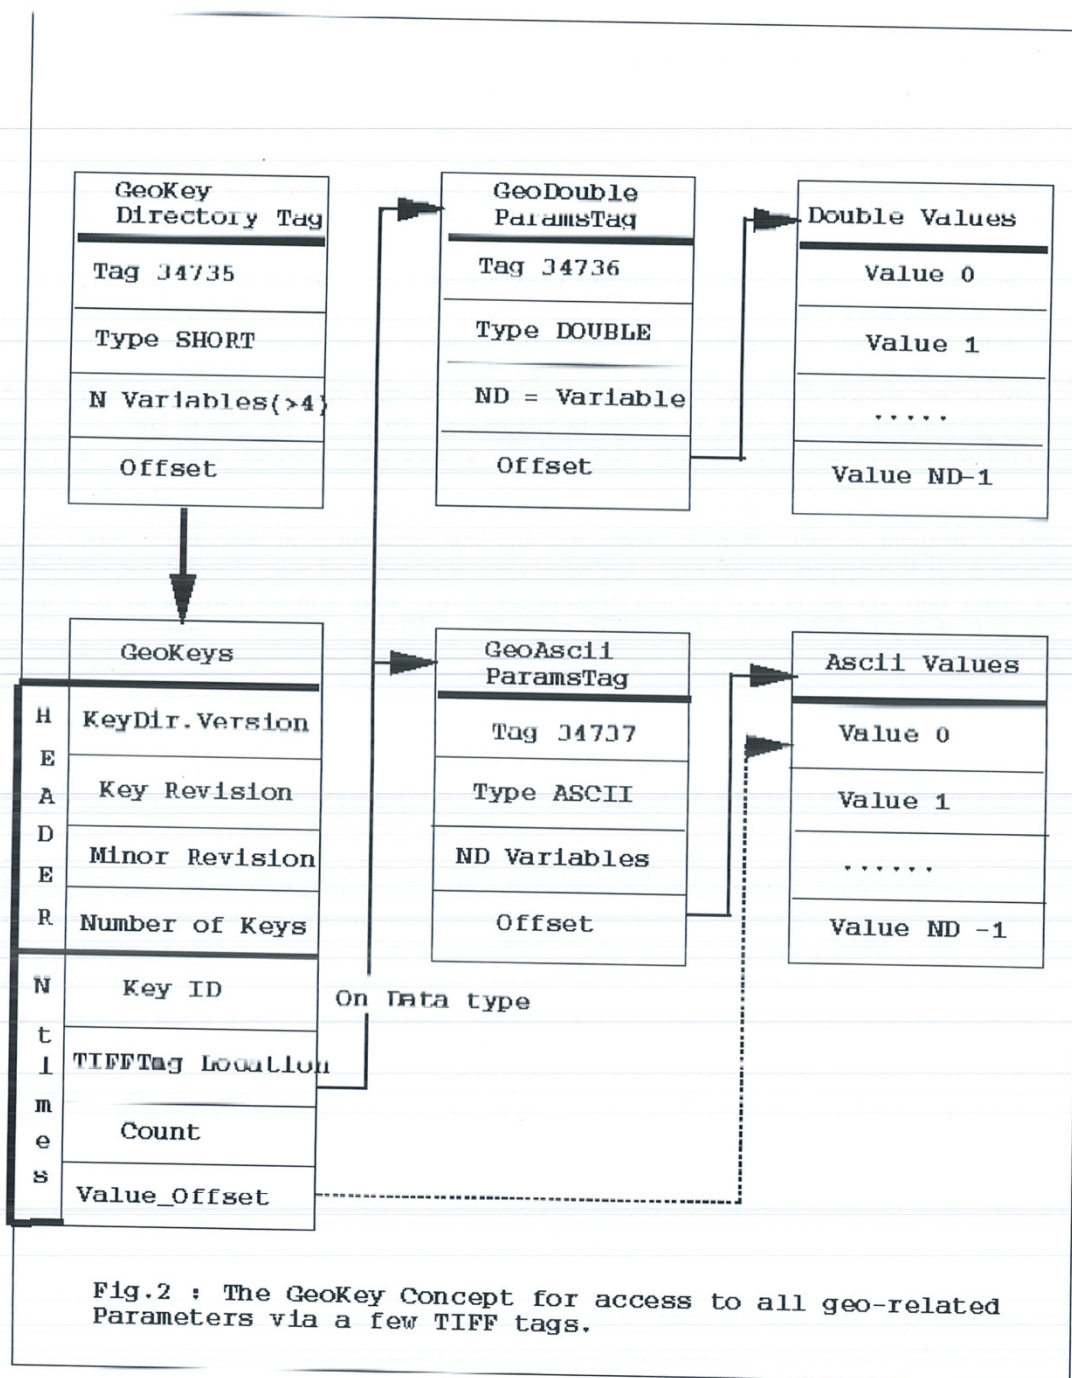 GeoKey
Directory Tag
Tag 34735
Type SHORT
N Variables(>4)
Offset
GeoDouble
ParamsTag
Tag 34736
Type DOUBLE
ND = Variable
Offset
Double Values
Value 0
Value 1
.....
Value ND-1
GeoKeys
HEADER
KeyDir.Version
Key Revision
Minor Revision
Number of Keys
N times
Key ID
TIFFTag Location
Count
Value_Offset
On Data type
GeoAscii
ParamsTag
Tag 34737
Type ASCII
ND Variables
Offset
Ascii Values
Value 0
Value 1
......
Value ND -1
Fig.2 : The GeoKey Concept for access to all geo-related
Parameters via a few TIFF tags.